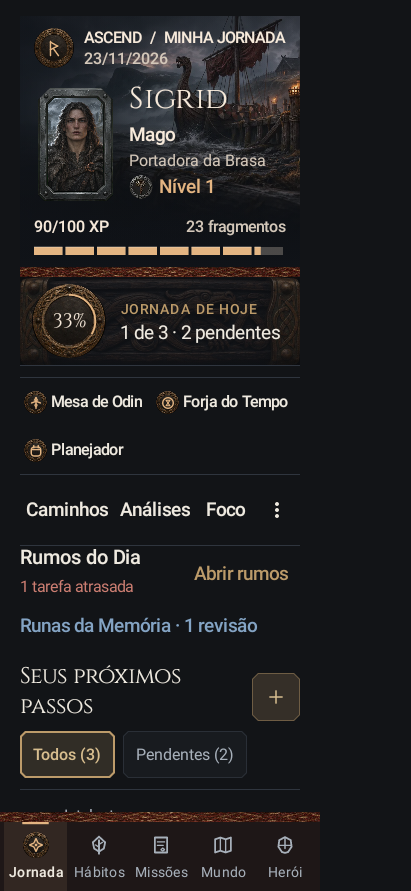 ASCEND / MINHA JORNADA
23/11/2026
Sigrid
Mago
Portadora da Brasa
Nível 1
90/100 XP
23 fragmentos
33%
JORNADA DE HOJE
1 de 3 · 2 pendentes
Mesa de Odin
Forja do Tempo
Planejador
Caminhos
Análises
Foco
Rumos do Dia
1 tarefa atrasada
Abrir rumos
Runas da Memória · 1 revisão
Seus próximos
passos
Todos (3)
Pendentes (2)
Jornada
Hábitos
Missões
Mundo
Herói